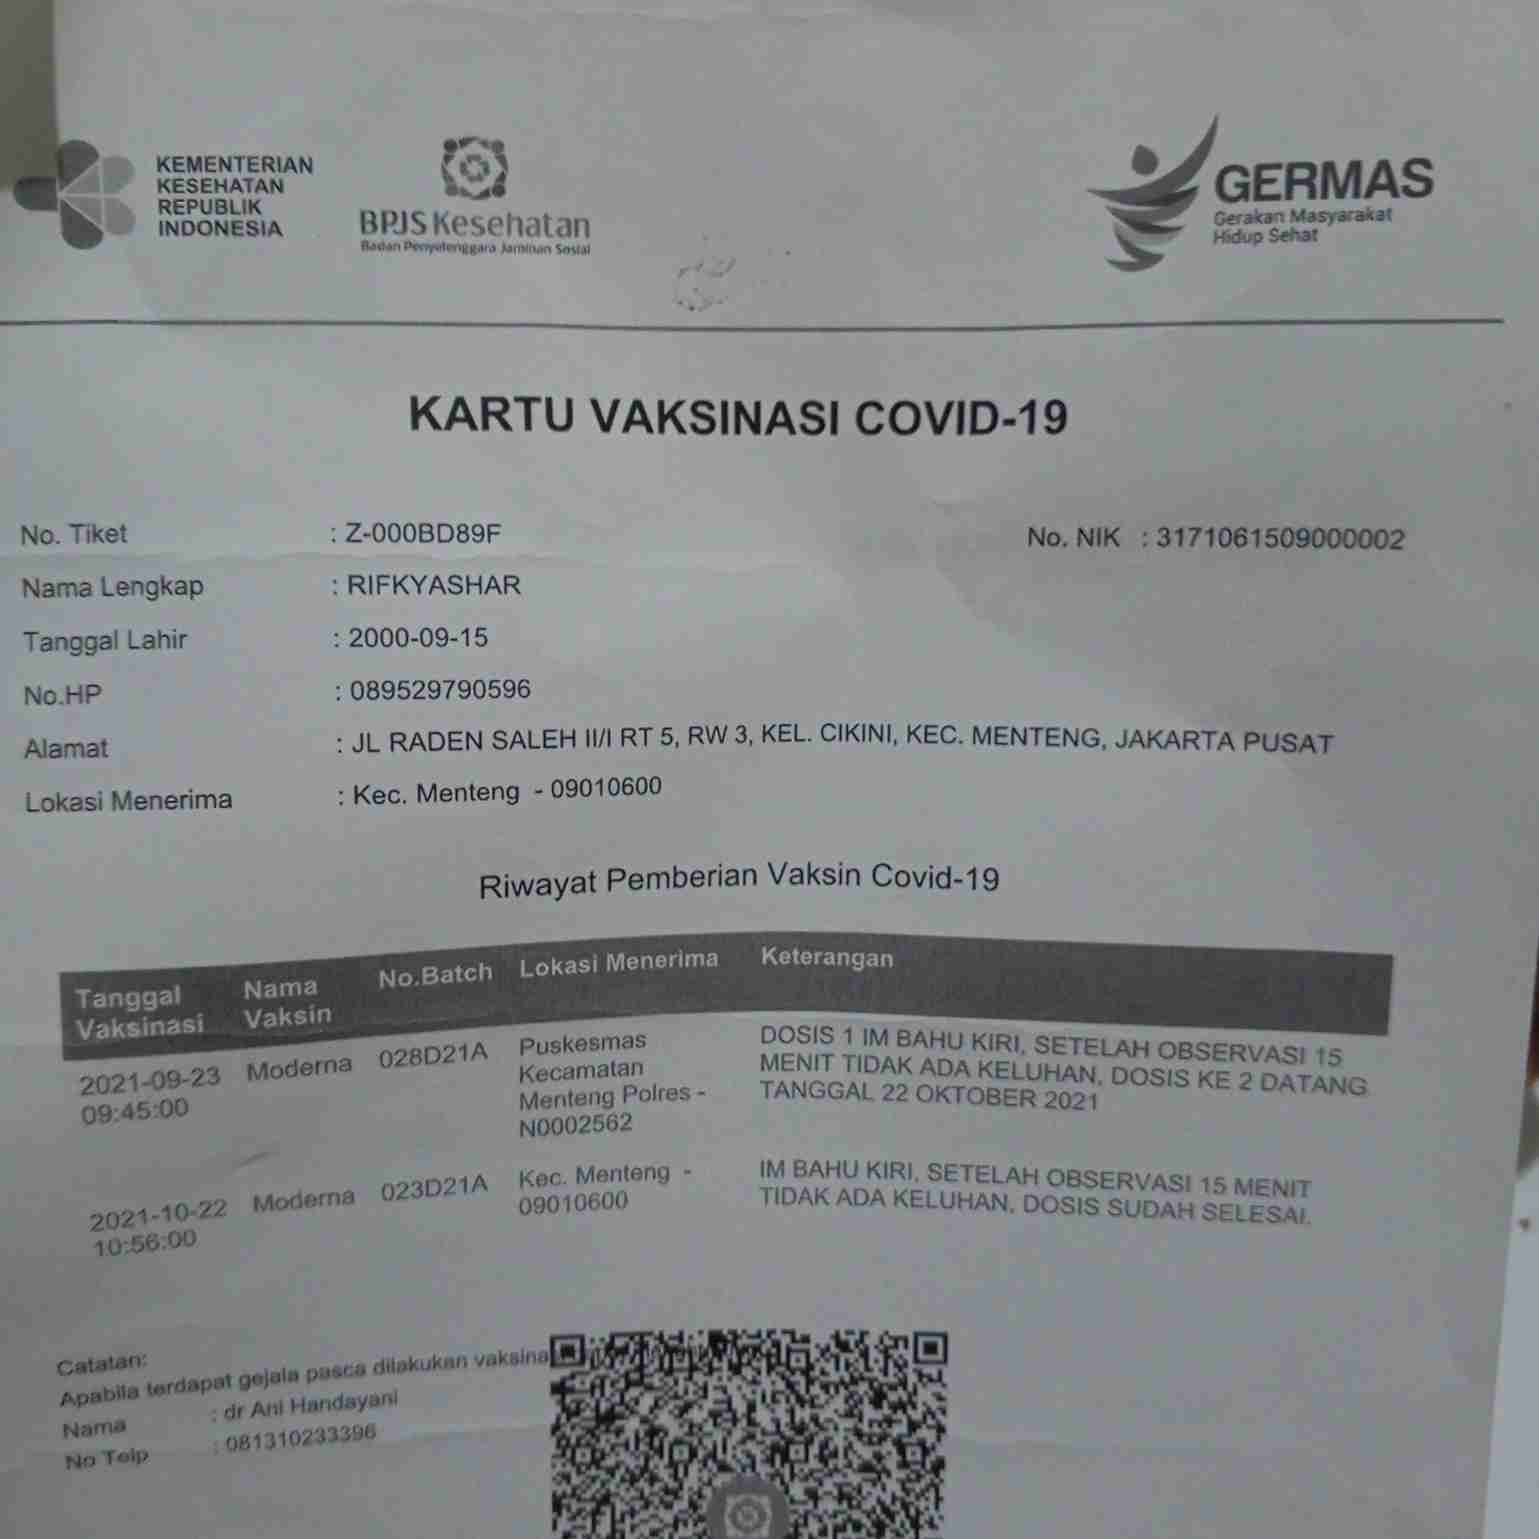 KEMENTERIAN
KESEHATAN
REPUBLIK
INDONESIA
BPJS Kesehatan
Badan Penyelenggara Jaminan Sosial
GERMAS
Gerakan Masyarakat
Hidup Sehat
KARTU VAKSINASI COVID-19
No. Tiket : Z-000BD89F No. NIK : 3171061509000002
Nama Lengkap : RIFKYASHAR
Tanggal Lahir : 2000-09-15
No.HP : 089529790596
Alamat : JL RADEN SALEH II/I RT 5, RW 3, KEL. CIKINI, KEC. MENTENG, JAKARTA PUSAT
Lokasi Menerima : Kec. Menteng - 09010600
Riwayat Pemberian Vaksin Covid-19
Tanggal Vaksinasi Nama Vaksin No.Batch Lokasi Menerima Keterangan
2021-09-23 09:45:00
Moderna
028D21A
Puskesmas
Kecamatan
Menteng Polres -
N0002562
DOSIS 1 IM BAHU KIRI, SETELAH OBSERVASI 15
MENIT TIDAK ADA KELUHAN, DOSIS KE 2 DATANG
TANGGAL 22 OKTOBER 2021
2021-10-22
10:56:00
Moderna
023D21A
Kec. Menteng -
09010600
IM BAHU KIRI, SETELAH OBSERVASI 15 MENIT
TIDAK ADA KELUHAN, DOSIS SUDAH SELESAI.
Catatan:
Apabila terdapat gejala pasca dilakukan vaksina
Nama : dr Ani Handayani
No Telp : 081310233396